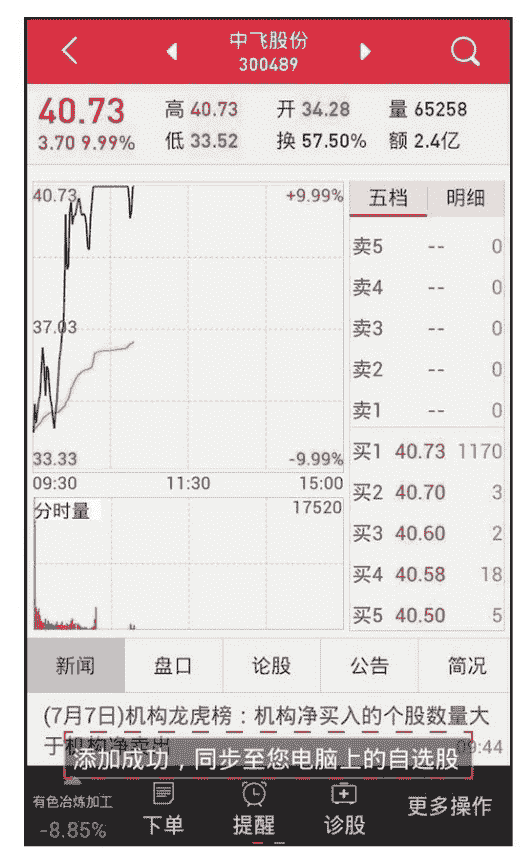 中飞股份
300489
40.73 高 40.73 开 34.28 量 65258
3.70 9.99% 低 33.52 换 57.50% 额 2.4亿
40.73 +9.99%
37.03
33.33 -9.99%
09:30 11:30 15:00
分时量 17520
五档 明细
卖5 -- 0
卖4 -- 0
卖3 -- 0
卖2 -- 0
卖1 -- 0
买1 40.73 1170
买2 40.70 3
买3 40.60 2
买4 40.58 18
买5 40.50 5
新闻 盘口 论股 公告 简况
(7月7日)机构龙虎榜：机构净买入的个股数量大
于机构净卖出 09:44
添加成功，同步至您电脑上的自选股
有色冶炼加工
-8.85%
下单 提醒 诊股 更多操作